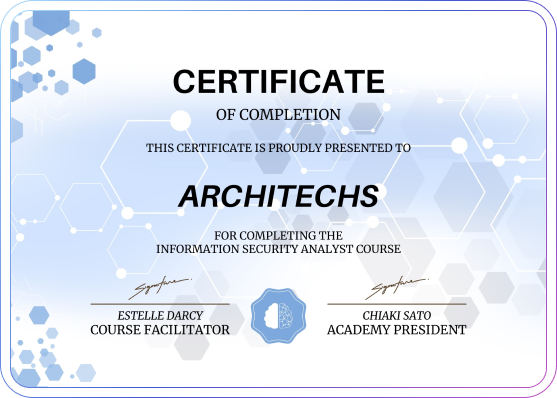 CERTIFICATE
OF COMPLETION
THIS CERTIFICATE IS PROUDLY PRESENTED TO
ARCHITECHS
FOR COMPLETING THE
INFORMATION SECURITY ANALYST COURSE
Signature
Signature
ESTELLE DARCY
CHIAKI SATO
COURSE FACILITATOR
ACADEMY PRESIDENT